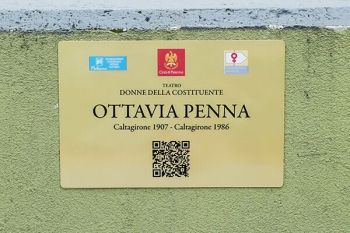 TEATRO
DONNE DELLA COSTITUENTE
OTTAVIA PENNA
Caltagirone 1907 - Caltagirone 1986